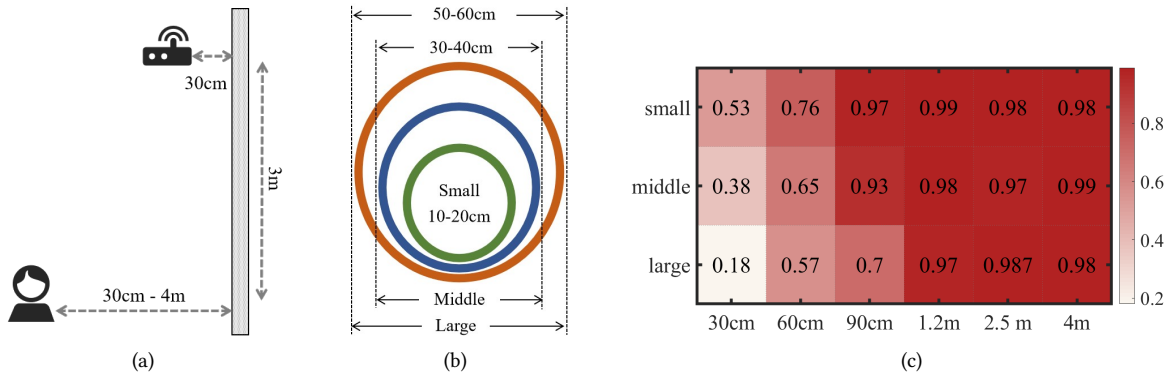 30cm
3m
30cm - 4m
(a)
50-60cm
30-40cm
Small
10-20cm
Middle
Large
(b)
small 0.53 0.76 0.97 0.99 0.98 0.98
middle 0.38 0.65 0.93 0.98 0.97 0.99
large 0.18 0.57 0.7 0.97 0.987 0.98
30cm 60cm 90cm 1.2m 2.5 m 4m
0.8
0.6
0.4
0.2
(c)